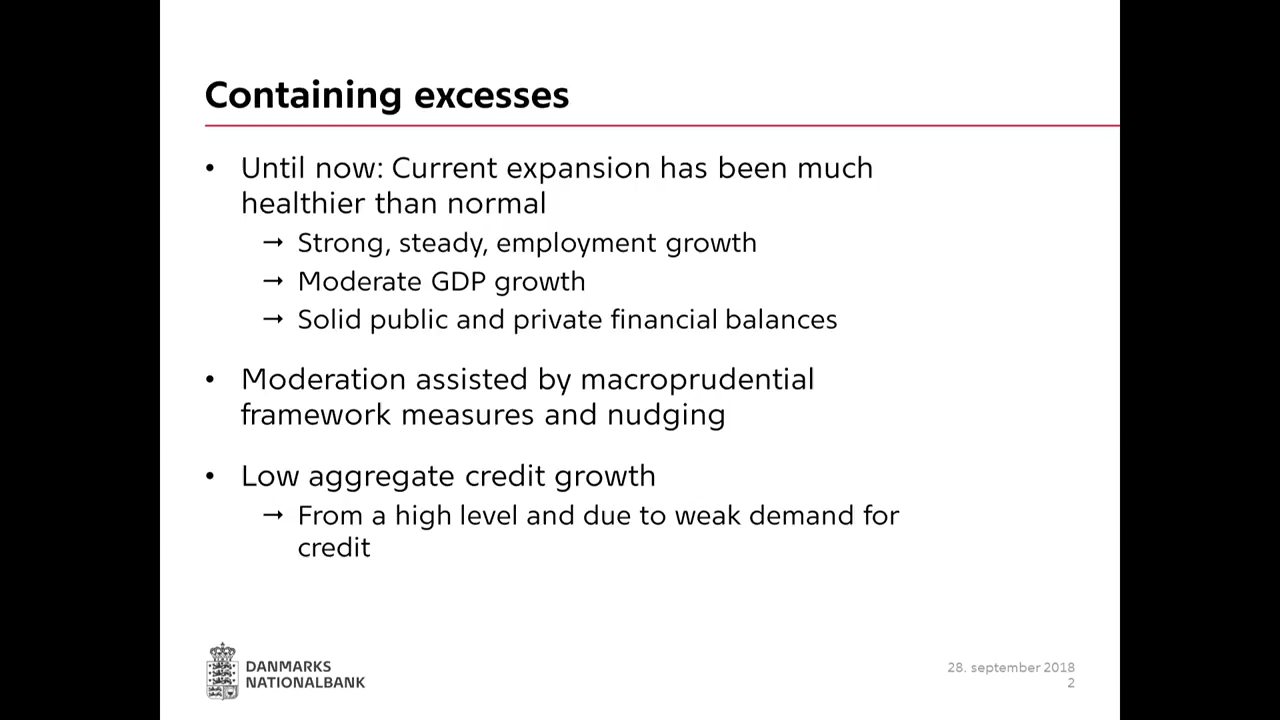 Containing excesses
• Until now: Current expansion has been much
healthier than normal
→ Strong, steady, employment growth
→ Moderate GDP growth
→ Solid public and private financial balances
• Moderation assisted by macroprudential
framework measures and nudging
• Low aggregate credit growth
→ From a high level and due to weak demand for
credit
DANMARKS
NATIONALBANK
28. september 2018
2